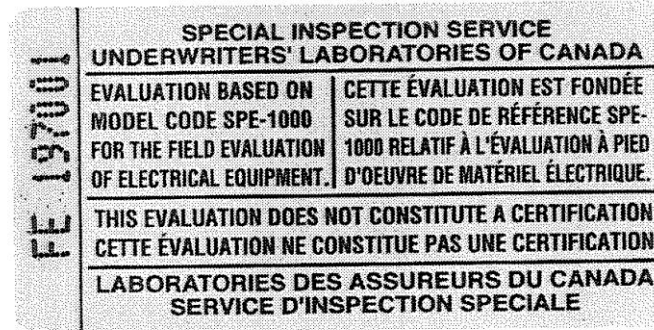 FE 197001
SPECIAL INSPECTION SERVICE
UNDERWRITERS' LABORATORIES OF CANADA
EVALUATION BASED ON
MODEL CODE SPE-1000
FOR THE FIELD EVALUATION
OF ELECTRICAL EQUIPMENT.
CETTE ÉVALUATION EST FONDÉE
SUR LE CODE DE RÉFÉRENCE SPE-
1000 RELATIF À L'ÉVALUATION À PIED
D'OEUVRE DE MATÉRIEL ÉLECTRIQUE.
THIS EVALUATION DOES NOT CONSTITUTE A CERTIFICATION
CETTE ÉVALUATION NE CONSTITUE PAS UNE CERTIFICATION
LABORATORIES DES ASSUREURS DU CANADA
SERVICE D'INSPECTION SPECIALE